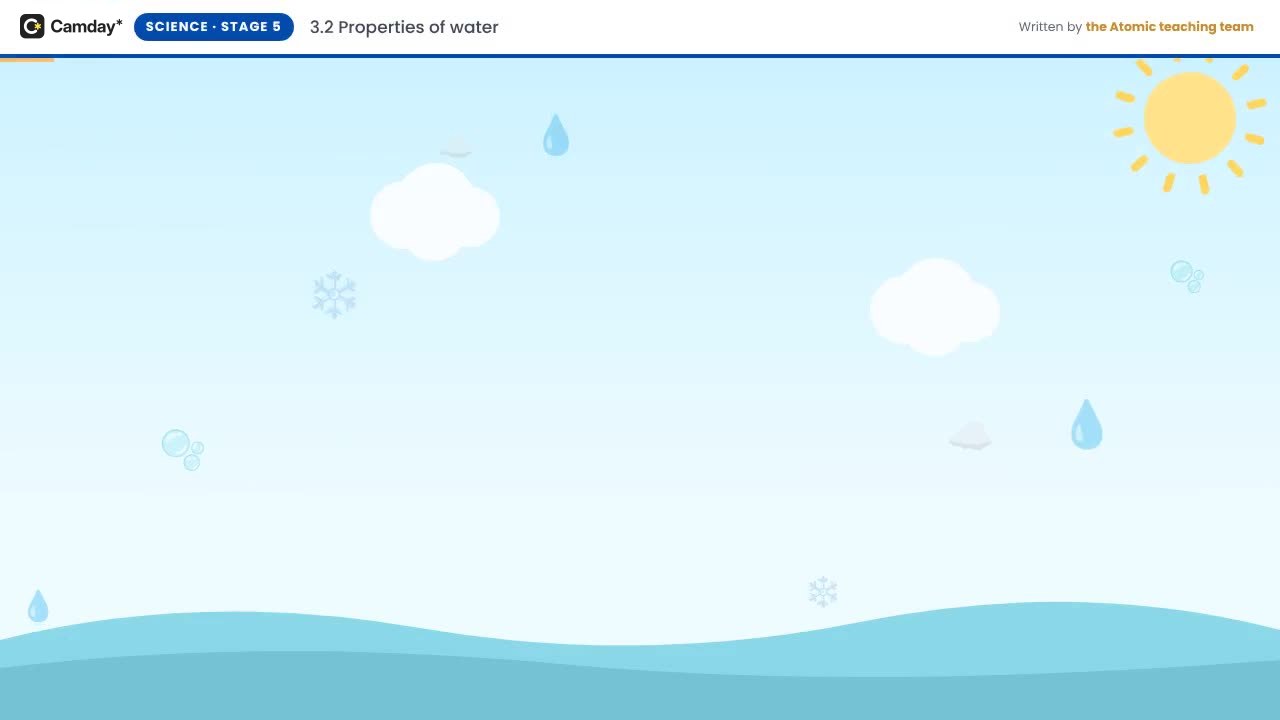 Camday*
SCIENCE · STAGE 5
3.2 Properties of water
Written by the Atomic teaching team